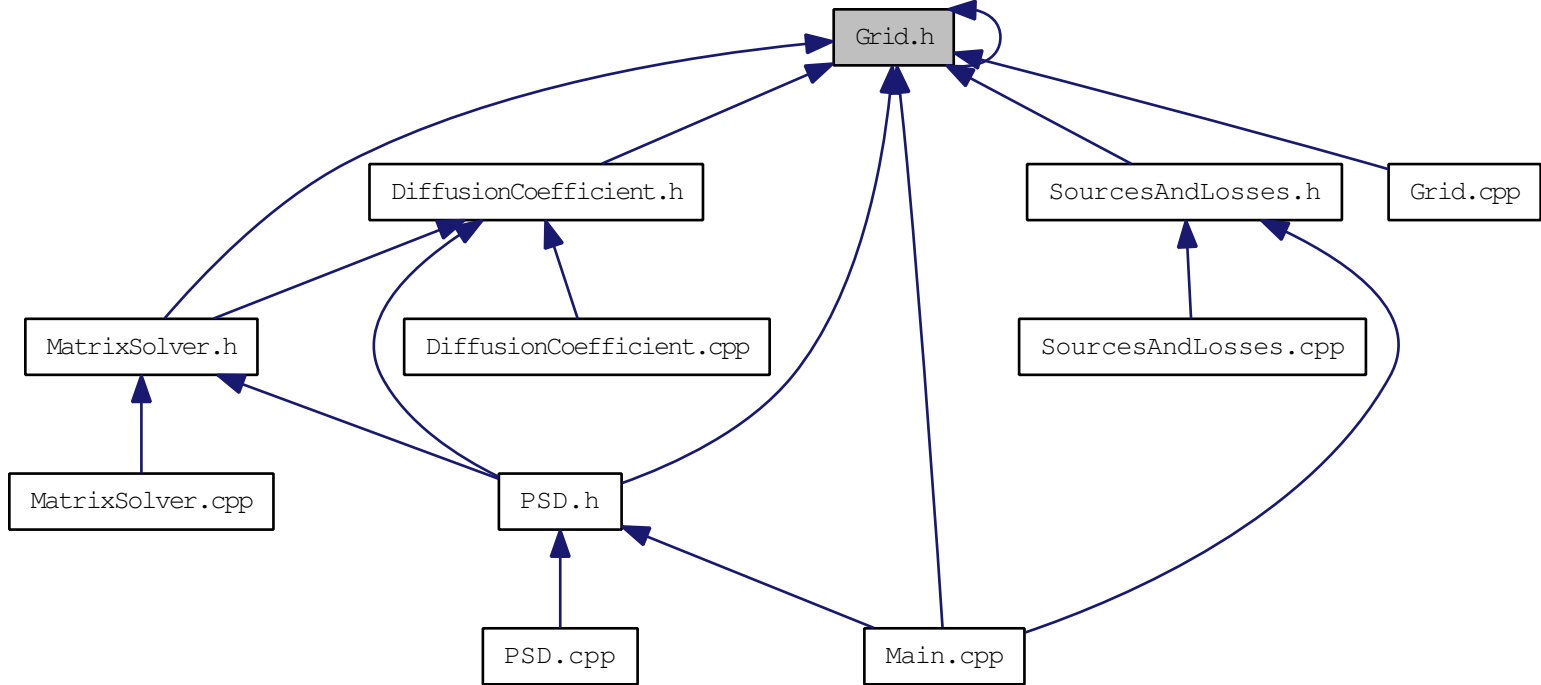 Grid.h
DiffusionCoefficient.h
SourcesAndLosses.h
Grid.cpp
MatrixSolver.h
DiffusionCoefficient.cpp
SourcesAndLosses.cpp
MatrixSolver.cpp
PSD.h
PSD.cpp
Main.cpp